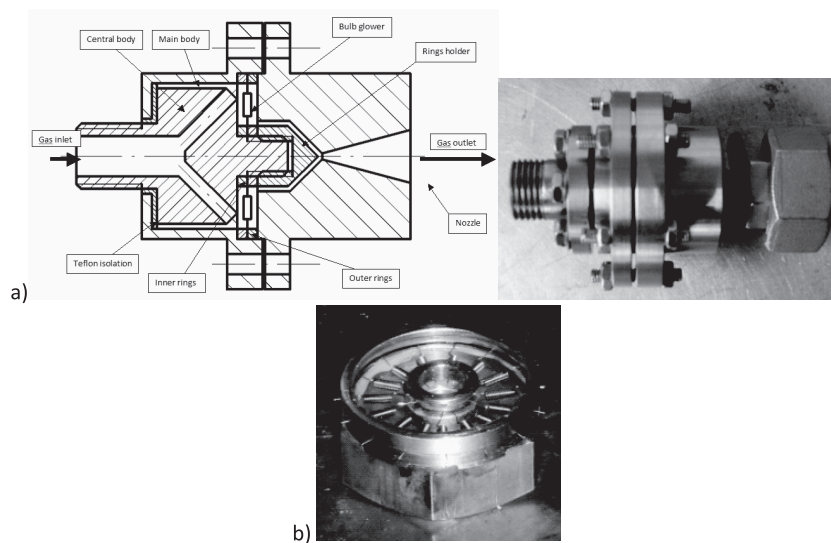 Bulb glower
Central body
Main body
Rings holder
Gas inlet
Gas outlet
Nozzle
Teflon isolation
Inner rings
Outer rings
a)
b)